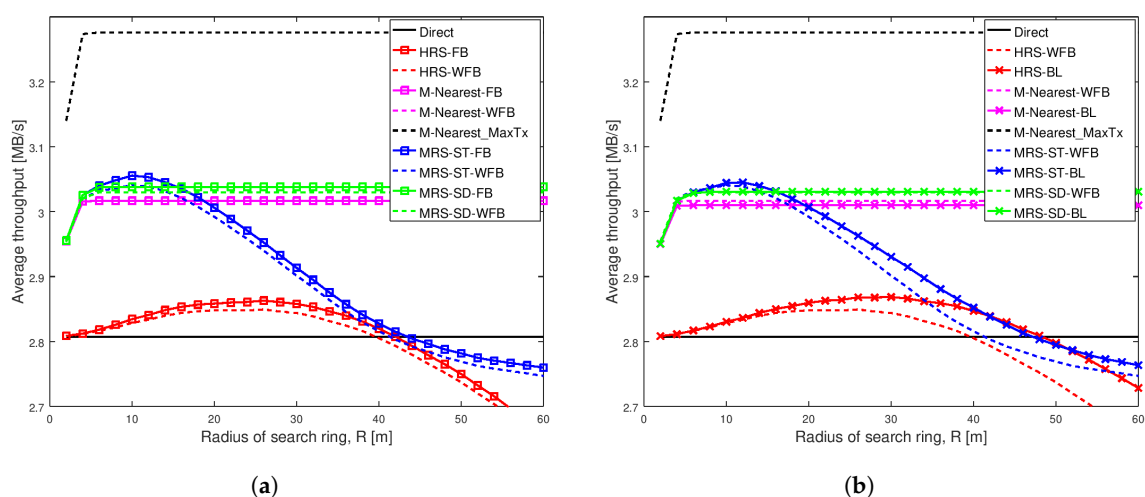 Direct
HRS-FB
HRS-WFB
M-Nearest-FB
M-Nearest-WFB
M-Nearest_MaxTx
MRS-ST-FB
MRS-ST-WFB
MRS-SD-FB
MRS-SD-WFB
Average throughput [MB/s]
3.2
3.1
3
2.9
2.8
2.7
0 10 20 30 40 50 60
Radius of search ring, R [m]
(a)
Direct
HRS-WFB
HRS-BL
M-Nearest-WFB
M-Nearest-BL
M-Nearest_MaxTx
MRS-ST-WFB
MRS-ST-BL
MRS-SD-WFB
MRS-SD-BL
Average throughput [MB/s]
3.2
3.1
3
2.9
2.8
2.7
0 10 20 30 40 50 60
Radius of search ring, R [m]
(b)